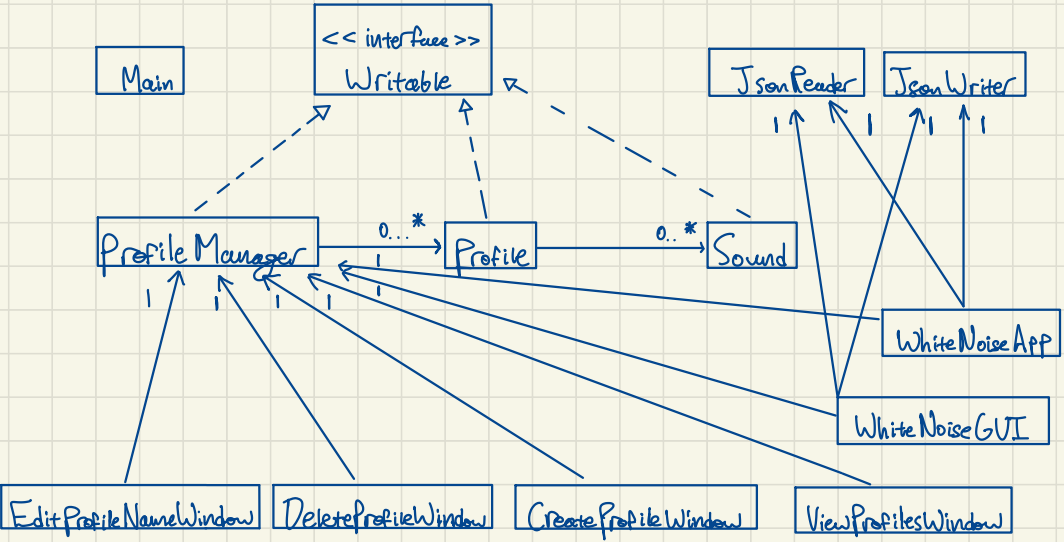 << interface >>
Writable
Main
JsonReader
JsonWriter
1
1
1
1
ProfileManager
0...*
Profile
0..*
Sound
1
1
1
1
1
1
WhiteNoiseApp
WhiteNoiseGUI
EditProfileNameWindow
DeleteProfileWindow
CreateProfileWindow
ViewProfilesWindow